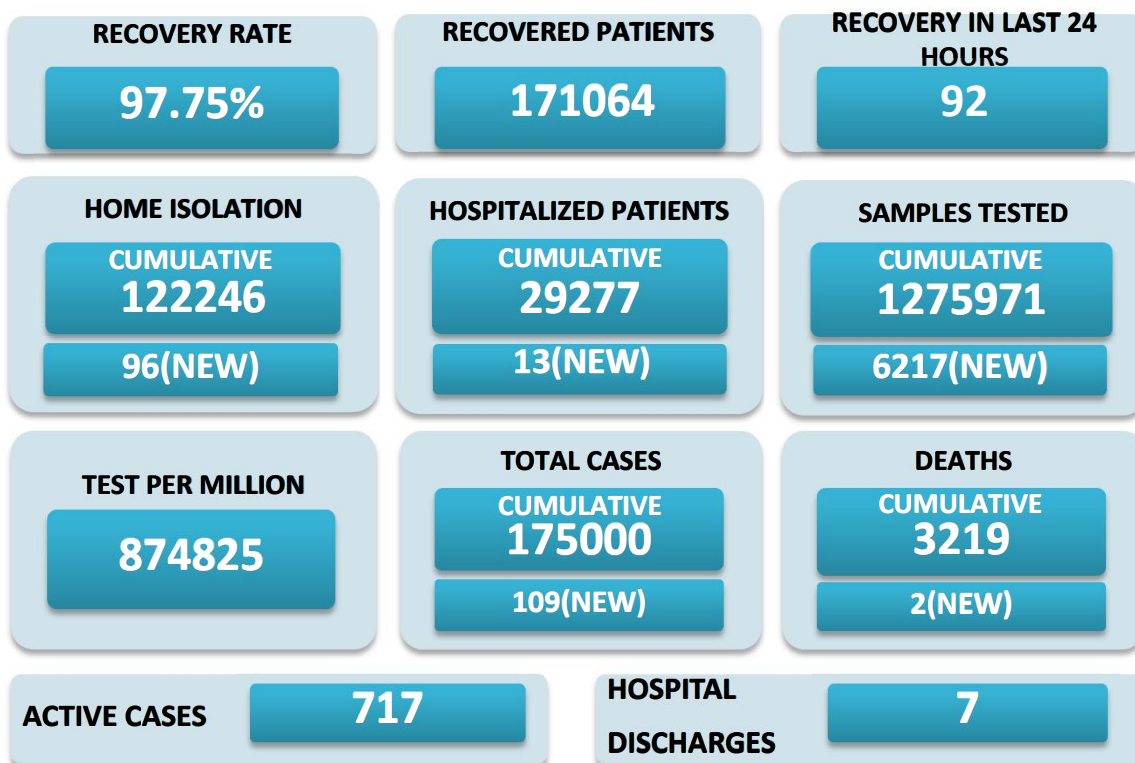 RECOVERY RATE
97.75%
RECOVERED PATIENTS
171064
RECOVERY IN LAST 24
HOURS
92
HOME ISOLATION
CUMULATIVE
122246
96(NEW)
HOSPITALIZED PATIENTS
CUMULATIVE
29277
13(NEW)
SAMPLES TESTED
CUMULATIVE
1275971
6217(NEW)
TEST PER MILLION
874825
TOTAL CASES
CUMULATIVE
175000
109(NEW)
DEATHS
CUMULATIVE
3219
2(NEW)
ACTIVE CASES
717
HOSPITAL
DISCHARGES
7